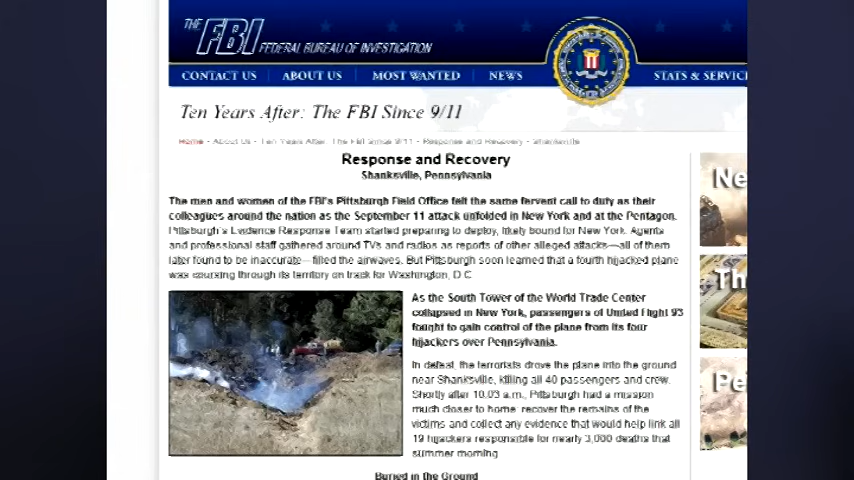 THE FBI FEDERAL BUREAU OF INVESTIGATION
CONTACT US ABOUT US MOST WANTED NEWS STATS & SERVIC
Ten Years After: The FBI Since 9/11
Home • About Us • Ten Years After: The FBI Since 9/11 • Response and Recovery • Shanksville
Response and Recovery
Shanksville, Pennsylvania
The men and women of the FBI's Pittsburgh Field Office felt the same fervent call to duty as their
colleagues around the nation as the September 11 attack unfolded in New York and at the Pentagon.
Pittsburgh's Evidence Response Team started preparing to deploy, likely bound for New York. Agents
and professional staff gathered around TVs and radios as reports of other alleged attacks—all of them
later found to be inaccurate—filled the airwaves. But Pittsburgh soon learned that a fourth hijacked plane
was coursing through its territory on track for Washington, D.C.
As the South Tower of the World Trade Center
collapsed in New York, passengers of United Flight 93
fought to gain control of the plane from its four
hijackers over Pennsylvania.
In defeat, the terrorists drove the plane into the ground
near Shanksville, killing all 40 passengers and crew.
Shortly after 10:03 a.m., Pittsburgh had a mission
much closer to home: recover the remains of the
victims and collect any evidence that would help link all
19 hijackers responsible for nearly 3,000 deaths that
summer morning.
Buried in the Ground
Ne
Th
Pe